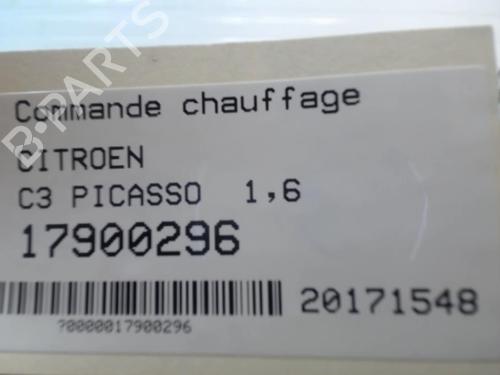 Commande chauffage
CITROEN
C3 PICASSO 1,6
17900296
20171548
?0000017900296
B-PARTS